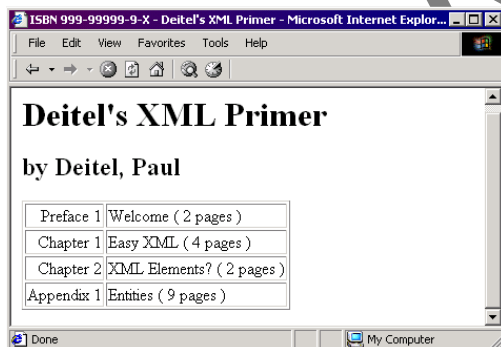 ISBN 999-99999-9-X - Deitel's XML Primer - Microsoft Internet Explor...
File Edit View Favorites Tools Help
Deitel's XML Primer
by Deitel, Paul
Preface 1 Welcome ( 2 pages )
Chapter 1 Easy XML ( 4 pages )
Chapter 2 XML Elements? ( 2 pages )
Appendix 1 Entities ( 9 pages )
Done My Computer